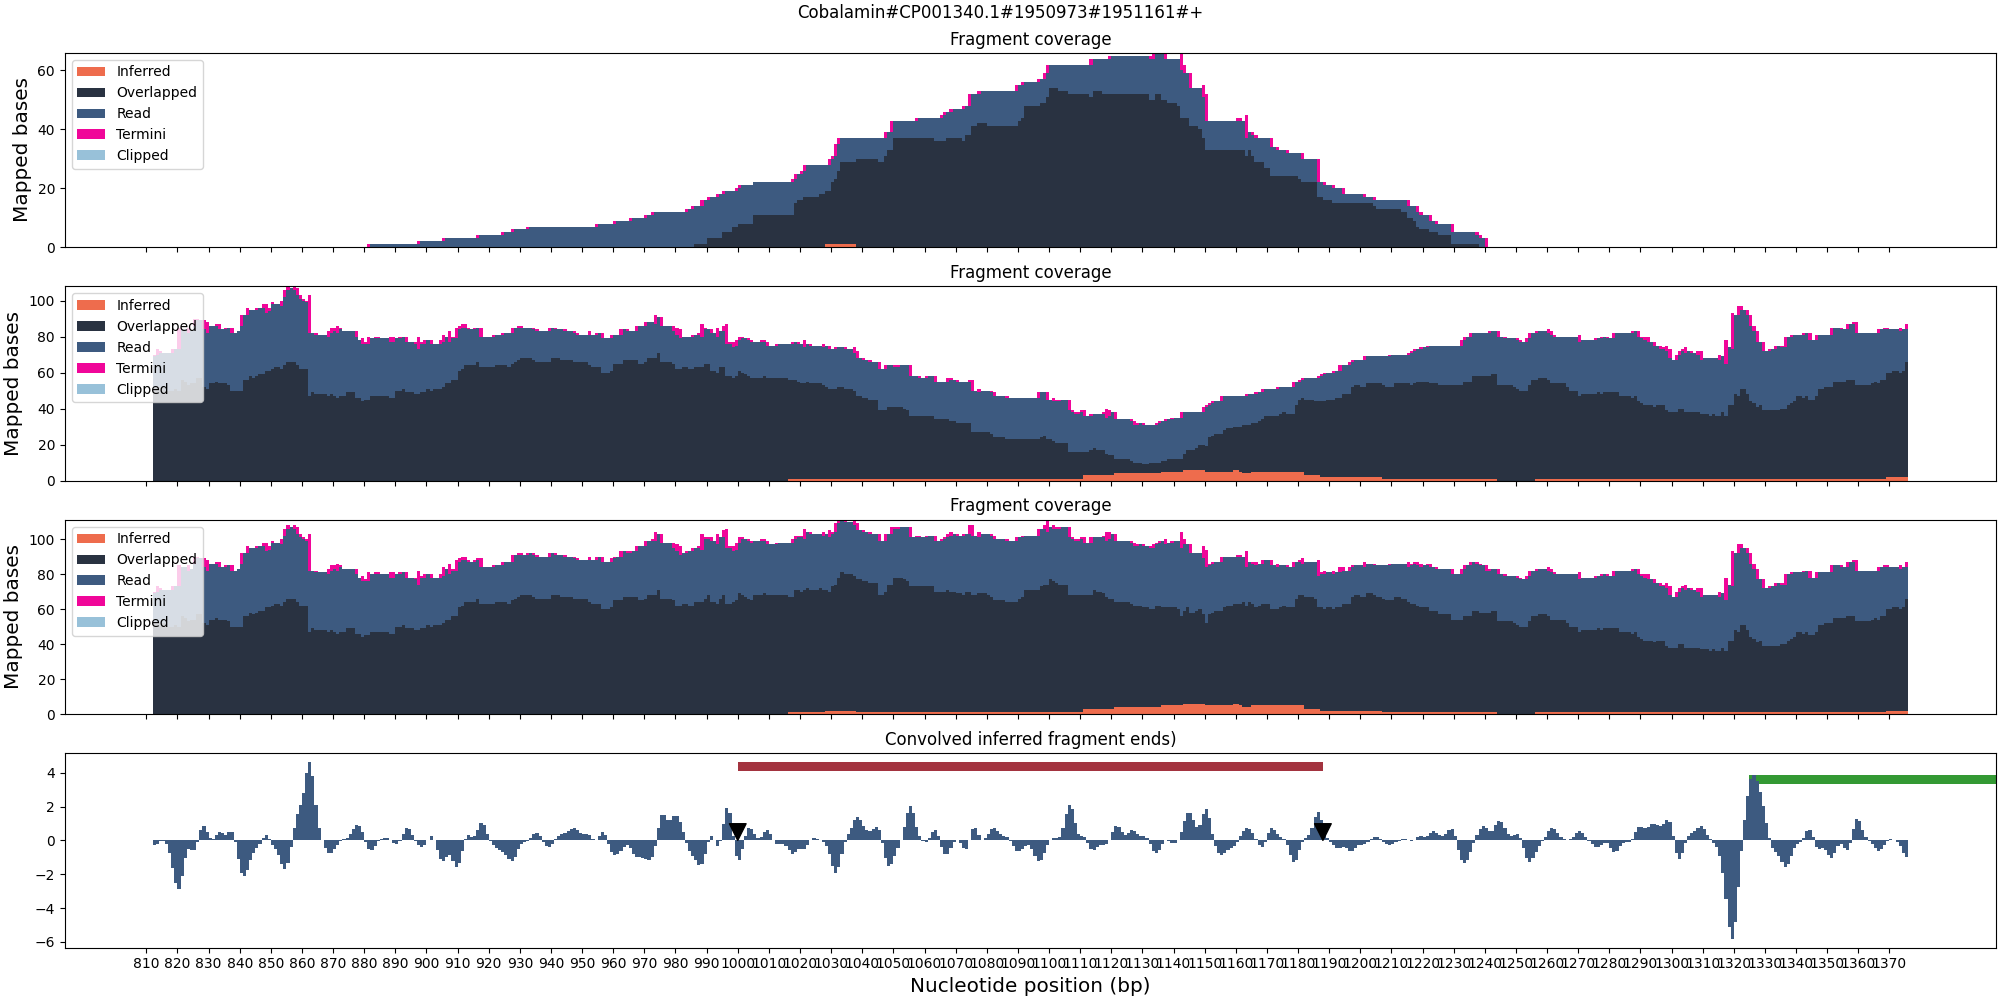 Cobalamin#CP001340.1#1950973#1951161#+
Fragment coverage
Mapped bases
60
40
20
0
Inferred
Overlapped
Read
Termini
Clipped
Fragment coverage
Mapped bases
100
80
60
40
20
0
Inferred
Overlapped
Read
Termini
Clipped
Fragment coverage
Mapped bases
100
80
60
40
20
0
Inferred
Overlapped
Read
Termini
Clipped
Convolved inferred fragment ends)
4
2
0
−2
−4
−6
810 820 830 840 850 860 870 880 890 900 910 920 930 940 950 960 970 980 990 1000 1010 1020 1030 1040 1050 1060 1070 1080 1090 1100 1110 1120 1130 1140 1150 1160 1170 1180 1190 1200 1210 1220 1230 1240 1250 1260 1270 1280 1290 1300 1310 1320 1330 1340 1350 1360 1370
Nucleotide position (bp)